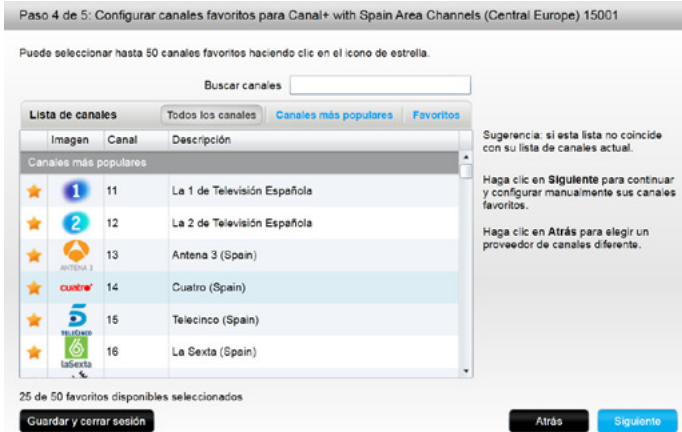 Paso 4 de 5: Configurar canales favoritos para Canal+ with Spain Area Channels (Central Europe) 15001
Puede seleccionar hasta 50 canales favoritos haciendo clic en el icono de estrella.
Buscar canales
Lista de canales Todos los canales Canales más populares Favoritos
Imagen Canal Descripción
Canales más populares
1 11 La 1 de Televisión Española
2 12 La 2 de Televisión Española
ANTENA 3 13 Antena 3 (Spain)
cuatro 14 Cuatro (Spain)
5 TELECINCO 15 Telecinco (Spain)
6 laSexta 16 La Sexta (Spain)
Sugerencia: si esta lista no coincide
con su lista de canales actual.
Haga clic en Siguiente para continuar
y configurar manualmente sus canales
favoritos.
Haga clic en Atrás para elegir un
proveedor de canales diferente.
25 de 50 favoritos disponibles seleccionados
Guardar y cerrar sesión Atrás Siguiente